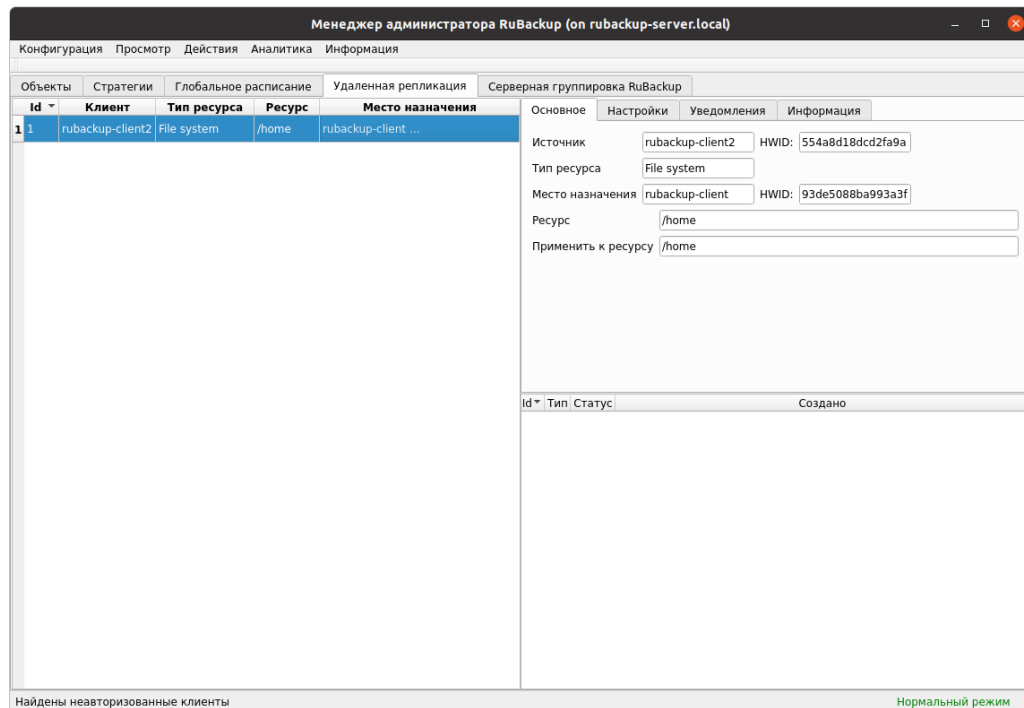 Менеджер администратора RuBackup (on rubackup-server.local)
Конфигурация Просмотр Действия Аналитика Информация
Объекты Стратегии Глобальное расписание Удаленная репликация Серверная группировка RuBackup
Id Клиент Тип ресурса Ресурс Место назначения
1 1 rubackup-client2 File system /home rubackup-client ...
Основное Настройки Уведомления Информация
Источник rubackup-client2 HWID: 554a8d18dcd2fa9a
Тип ресурса File system
Место назначения rubackup-client HWID: 93de5088ba993a3f
Ресурс /home
Применить к ресурсу /home
Id Тип Статус Создано
Найдены неавторизованные клиенты Нормальный режим